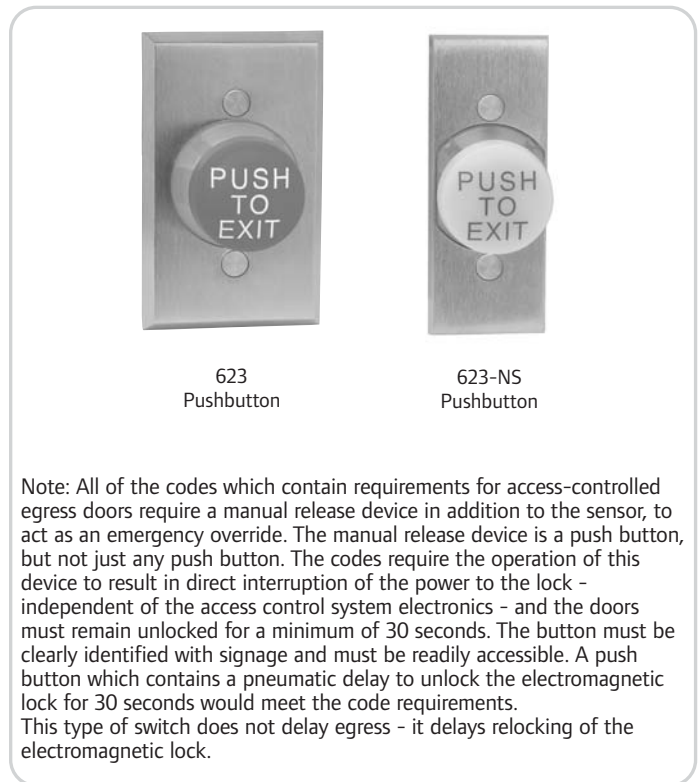 PUSH
TO
EXIT
PUSH
TO
EXIT
623
Pushbutton
623-NS
Pushbutton
Note: All of the codes which contain requirements for access-controlled
egress doors require a manual release device in addition to the sensor, to
act as an emergency override. The manual release device is a push button,
but not just any push button. The codes require the operation of this
device to result in direct interruption of the power to the lock -
independent of the access control system electronics - and the doors
must remain unlocked for a minimum of 30 seconds. The button must be
clearly identified with signage and must be readily accessible. A push
button which contains a pneumatic delay to unlock the electromagnetic
lock for 30 seconds would meet the code requirements.
This type of switch does not delay egress - it delays relocking of the
electromagnetic lock.